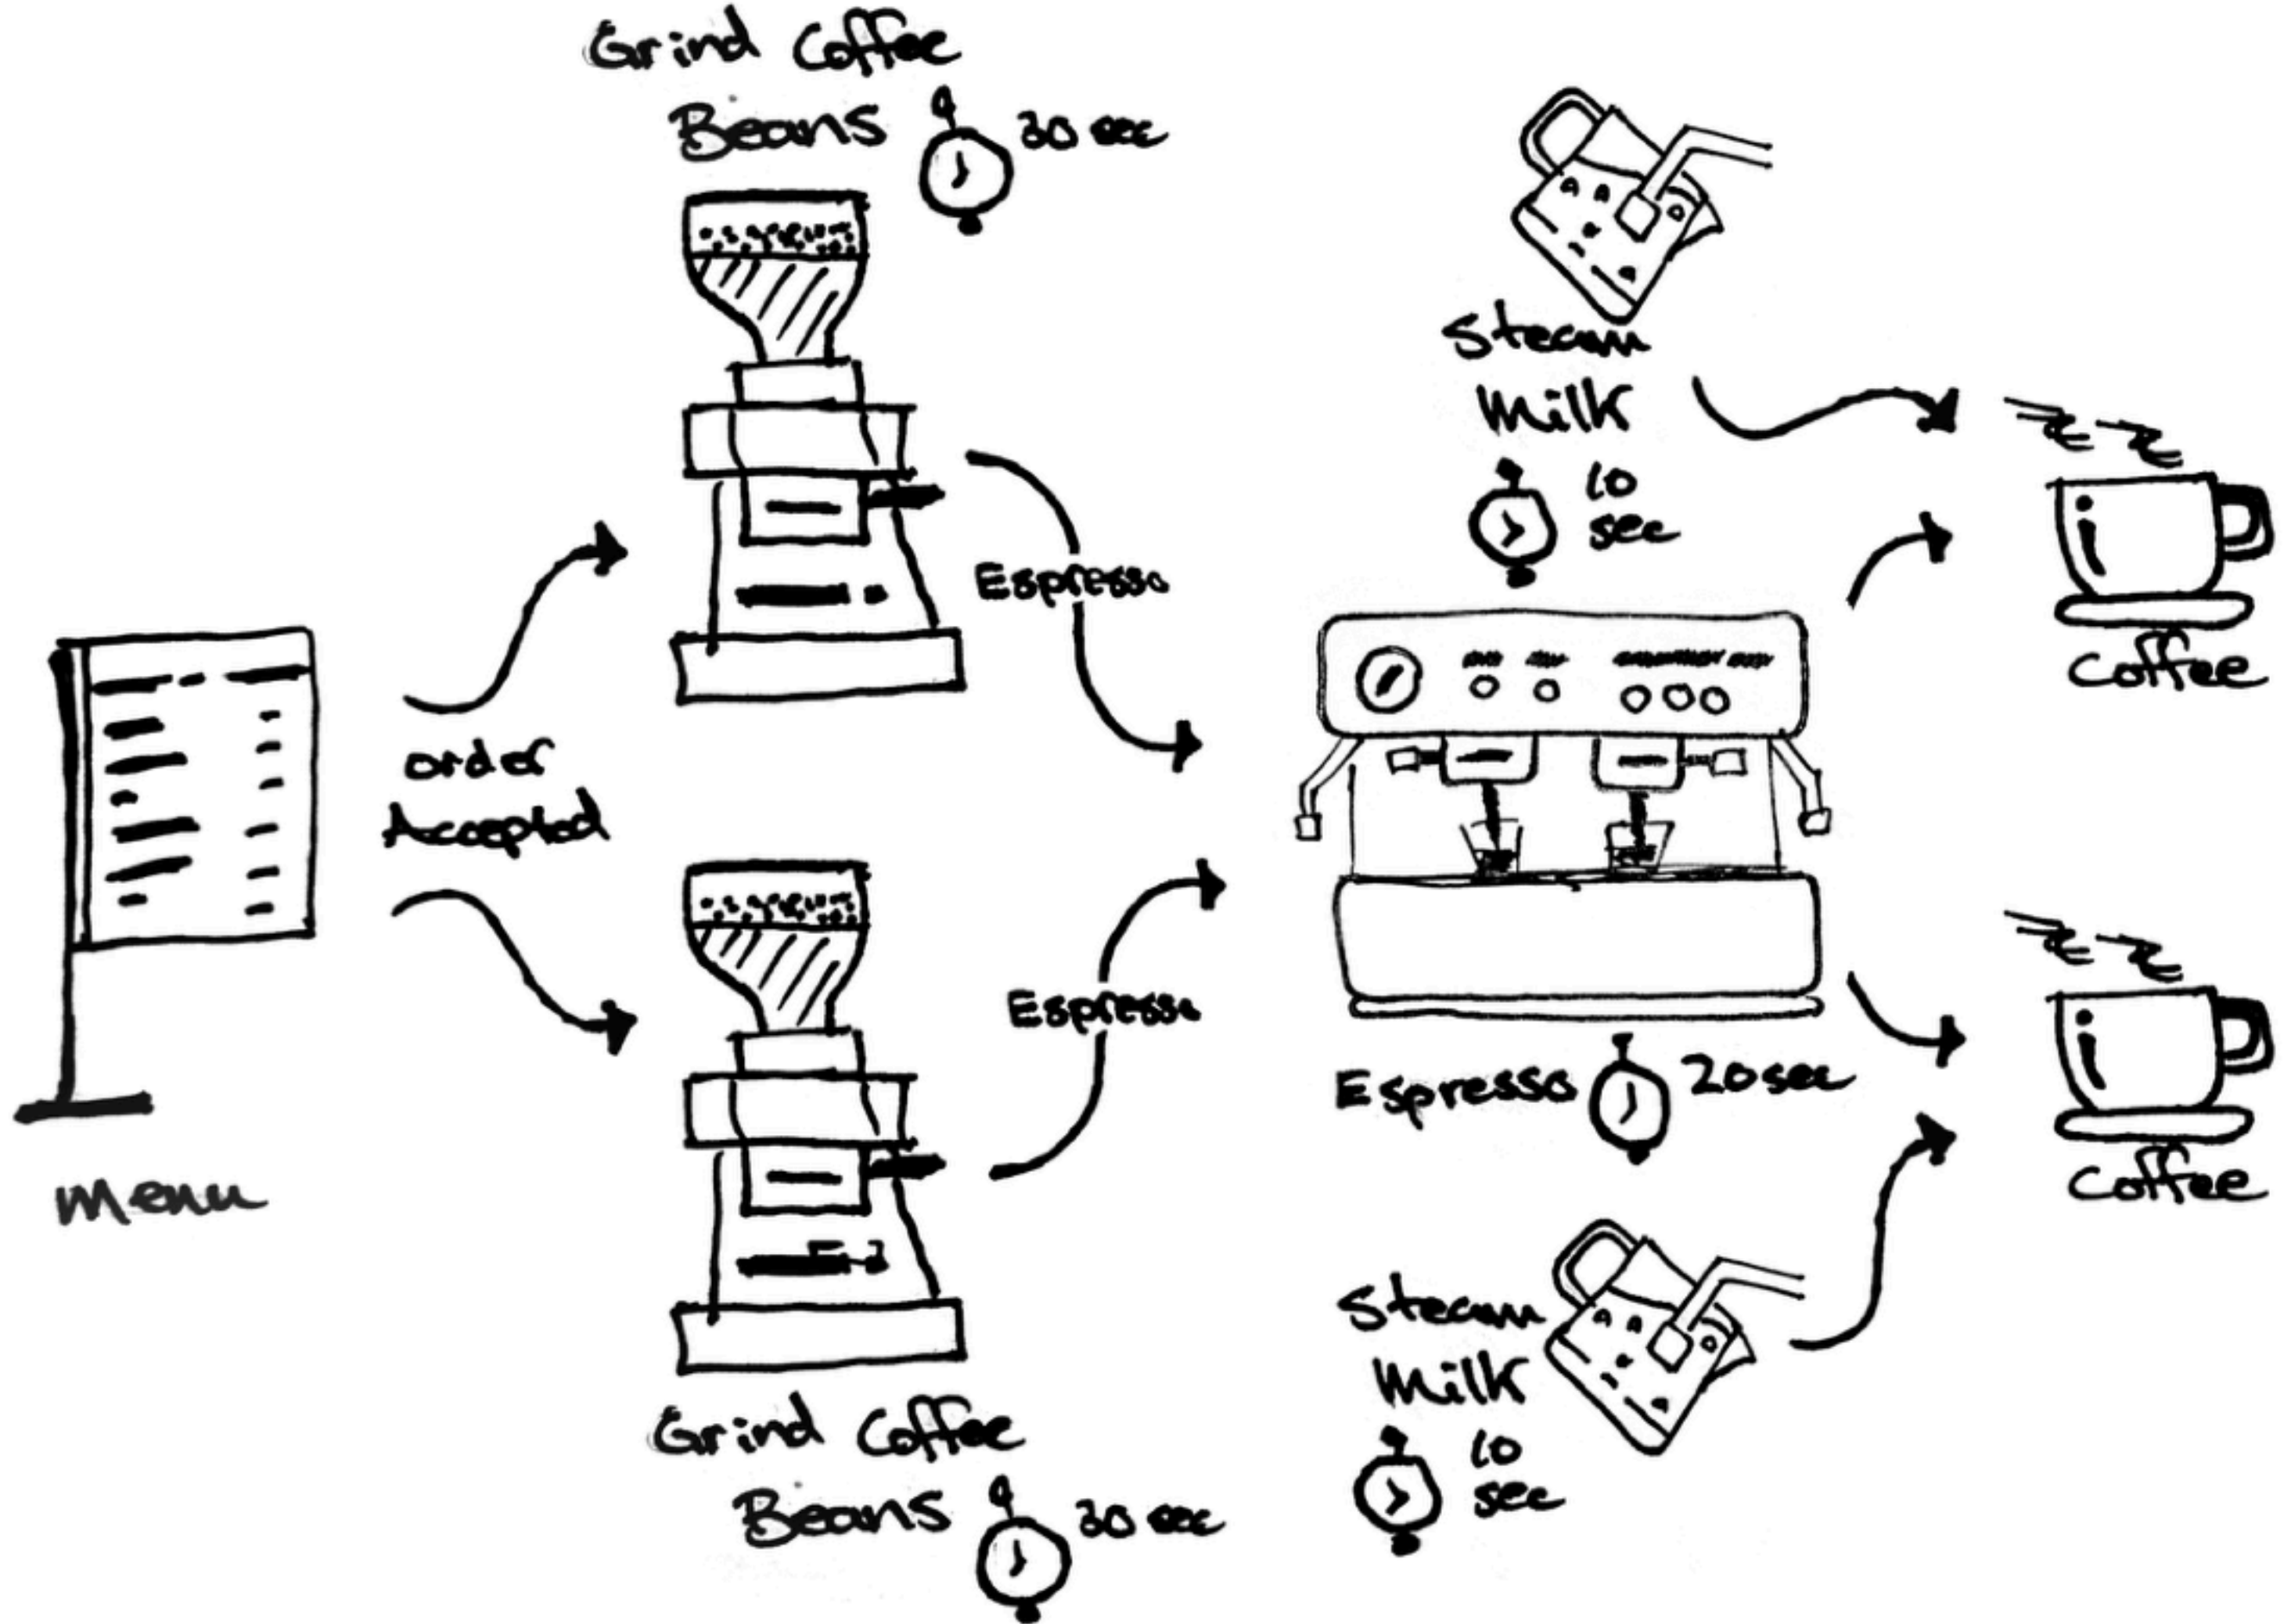 Grind Coffee
Beans
30 sec
Steam
Milk
10
sec
Espresso
order
Accepted
Menu
Coffee
Espresso
Espresso
20 sec
Coffee
Steam
Milk
10
sec
Grind Coffee
Beans
30 sec